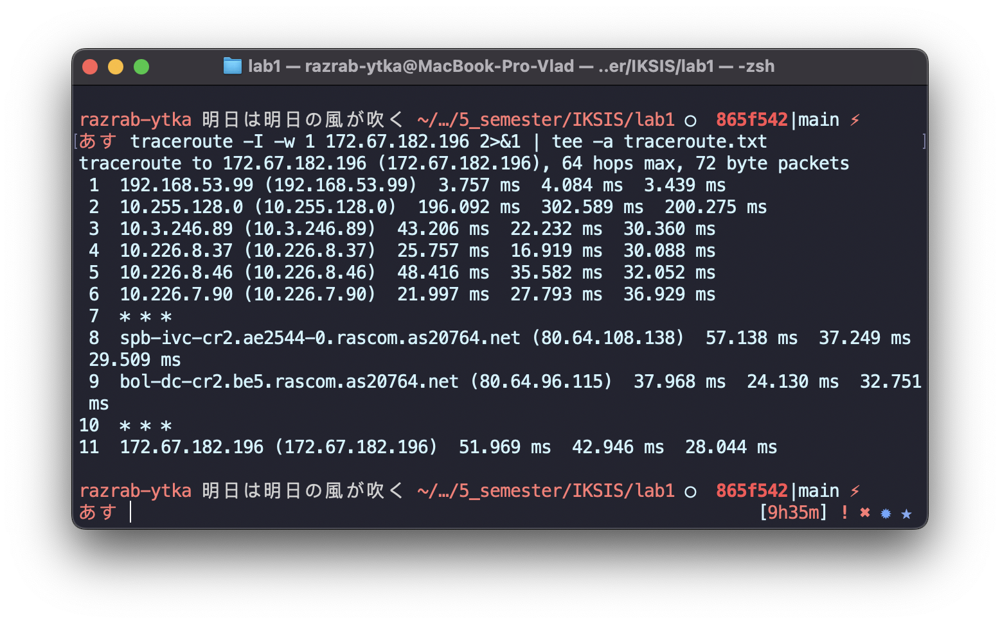 lab1 — razrab-ytka@MacBook-Pro-Vlad — ..er/IKSIS/lab1 — -zsh
razrab-ytka 明日は明日の風が吹く ~/…/5_semester/IKSIS/lab1 ○ 865f542|main ⚡
[あす traceroute -I -w 1 172.67.182.196 2>&1 | tee -a traceroute.txt ]
traceroute to 172.67.182.196 (172.67.182.196), 64 hops max, 72 byte packets
1 192.168.53.99 (192.168.53.99) 3.757 ms 4.084 ms 3.439 ms
2 10.255.128.0 (10.255.128.0) 196.092 ms 302.589 ms 200.275 ms
3 10.3.246.89 (10.3.246.89) 43.206 ms 22.232 ms 30.360 ms
4 10.226.8.37 (10.226.8.37) 25.757 ms 16.919 ms 30.088 ms
5 10.226.8.46 (10.226.8.46) 48.416 ms 35.582 ms 32.052 ms
6 10.226.7.90 (10.226.7.90) 21.997 ms 27.793 ms 36.929 ms
7 * * *
8 spb-ivc-cr2.ae2544-0.rascom.as20764.net (80.64.108.138) 57.138 ms 37.249 ms
29.509 ms
9 bol-dc-cr2.be5.rascom.as20764.net (80.64.96.115) 37.968 ms 24.130 ms 32.751
ms
10 * * *
11 172.67.182.196 (172.67.182.196) 51.969 ms 42.946 ms 28.044 ms
razrab-ytka 明日は明日の風が吹く ~/…/5_semester/IKSIS/lab1 ○ 865f542|main ⚡
あす [9h35m] ! ✖ ✹ ★